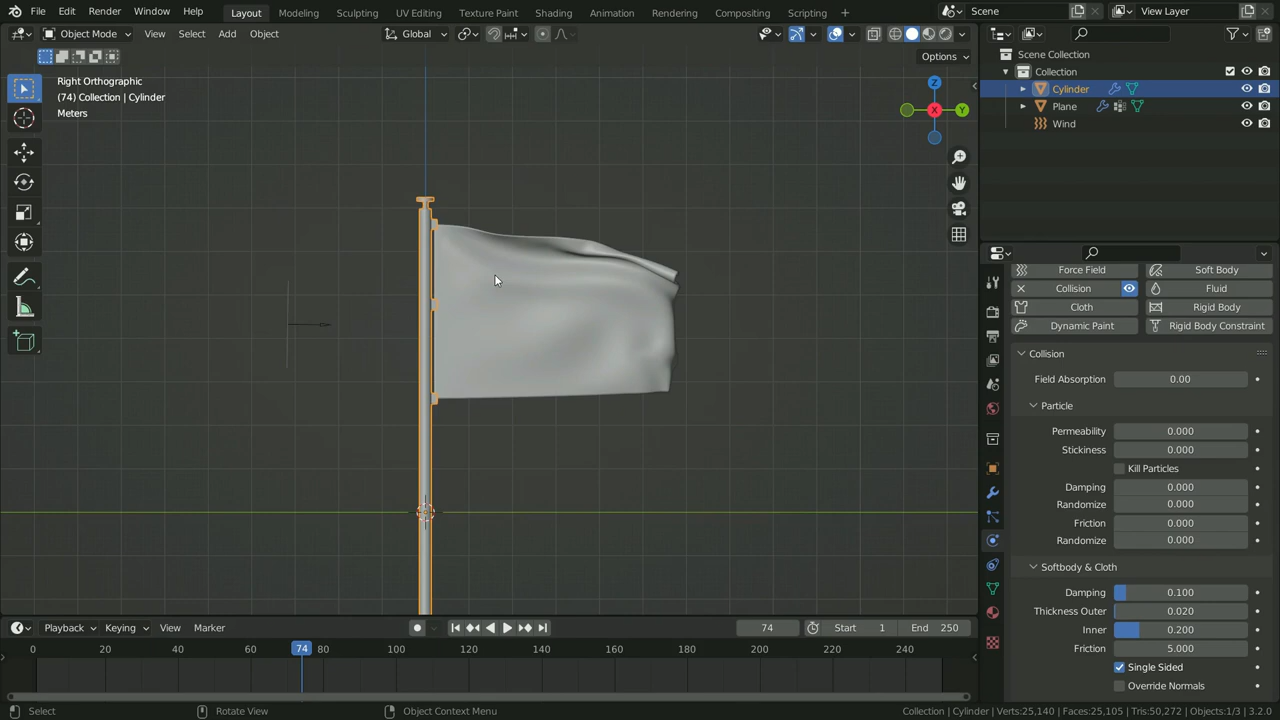 File Edit Render Window Help Layout Modeling Sculpting UV Editing Texture Paint Shading Animation Rendering Compositing Scripting + Scene View Layer
Object Mode View Select Add Object Global
Options
Right Orthographic
(74) Collection | Cylinder
Meters
Z
Y
X
Scene Collection
Collection
Cylinder
Plane
Wind
Force Field Soft Body
Collision Fluid
Cloth Rigid Body
Dynamic Paint Rigid Body Constraint
Collision
Field Absorption 0.00
Particle
Permeability 0.000
Stickiness 0.000
Kill Particles
Damping 0.000
Randomize 0.000
Friction 0.000
Randomize 0.000
Softbody & Cloth
Damping 0.100
Thickness Outer 0.020
Inner 0.200
Friction 5.000
Single Sided
Override Normals
Playback Keying View Marker 74 Start 1 End 250
0 20 40 60 74 80 100 120 140 160 180 200 220 240
Select Rotate View Object Context Menu Collection | Cylinder | Verts:25,140 | Faces:25,105 | Tris:50,272 | Objects:1/3 | 3.2.0